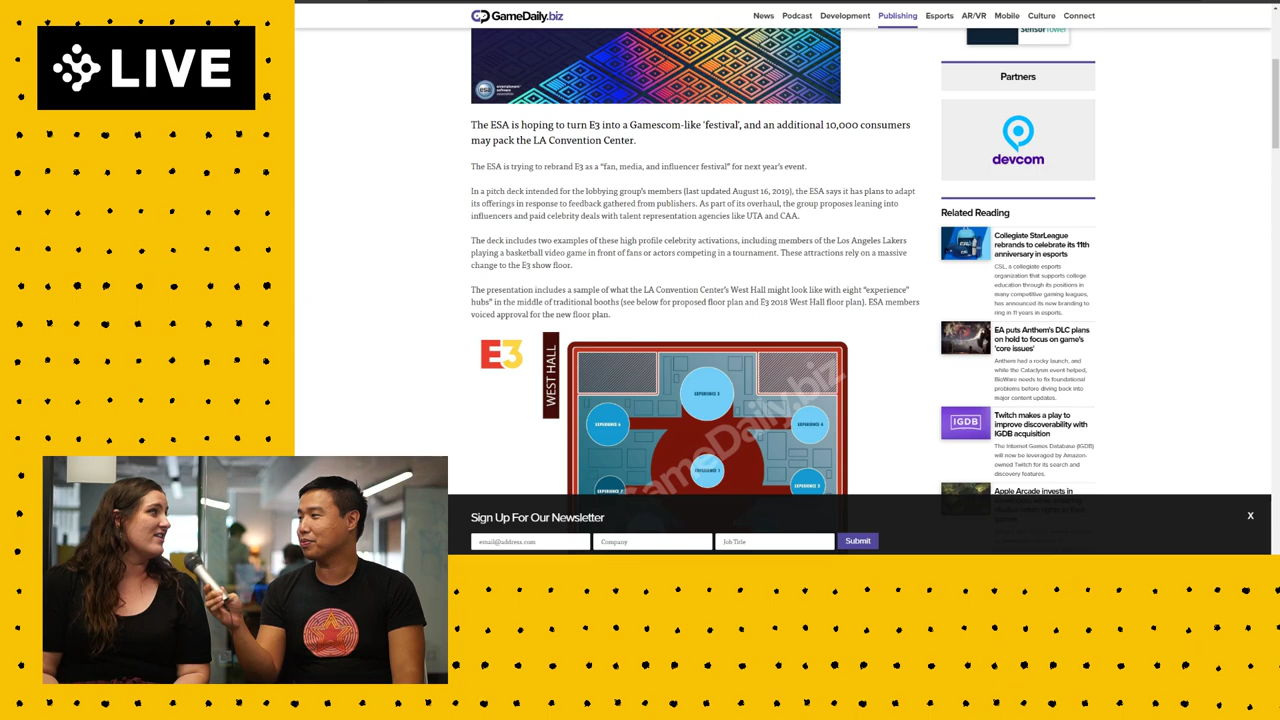 LIVE
GameDaily.biz
News Podcast Development Publishing Esports AR/VR Mobile Culture Connect
The ESA is hoping to turn E3 into a Gamescom-like 'festival', and an additional 10,000 consumers
may pack the LA Convention Center.
The ESA is trying to rebrand E3 as a "fan, media, and influencer festival" for next year's event.
In a pitch deck intended for the lobbying group's members (last updated August 16, 2019), the ESA says it has plans to adapt
its offerings in response to feedback gathered from publishers. As part of its overhaul, the group proposes leaning into
influencers and paid celebrity deals with talent representation agencies like UTA and CAA.
The deck includes two examples of these high profile celebrity activations, including members of the Los Angeles Lakers
playing a basketball video game in front of fans or actors competing in a tournament. These attractions rely on a massive
change to the E3 show floor.
The presentation includes a sample of what the LA Convention Center's West Hall might look like with eight "experience"
hubs" in the middle of traditional booths (see below for proposed floor plan and E3 2018 West Hall floor plan). ESA members
voiced approval for the new floor plan.
E3
WEST HALL
GameDaily.biz
Sign Up For Our Newsletter
X
email@address.com
Company
Job Title
Submit
SensorTower
Partners
devcom
Related Reading
Collegiate StarLeague
rebrands to celebrate its 11th
anniversary in esports
CSL, a collegiate esports
organization that supports college
education through its positions in
many competitive gaming leagues,
has announced its new branding to
ring in 11 years in esports.
EA puts Anthem's DLC plans
on hold to focus on game's
'core issues'
Anthem had a rocky launch, and
while the Cataclysm event helped,
BioWare needs to fix foundational
problems before diving back into
major content updates.
IGDB
Twitch makes a play to
improve discoverability with
IGDB acquisition
The Internet Games Database (IGDB)
will now be leveraged by Amazon-
owned Twitch for its search and
discovery features.
Apple Arcade invests in